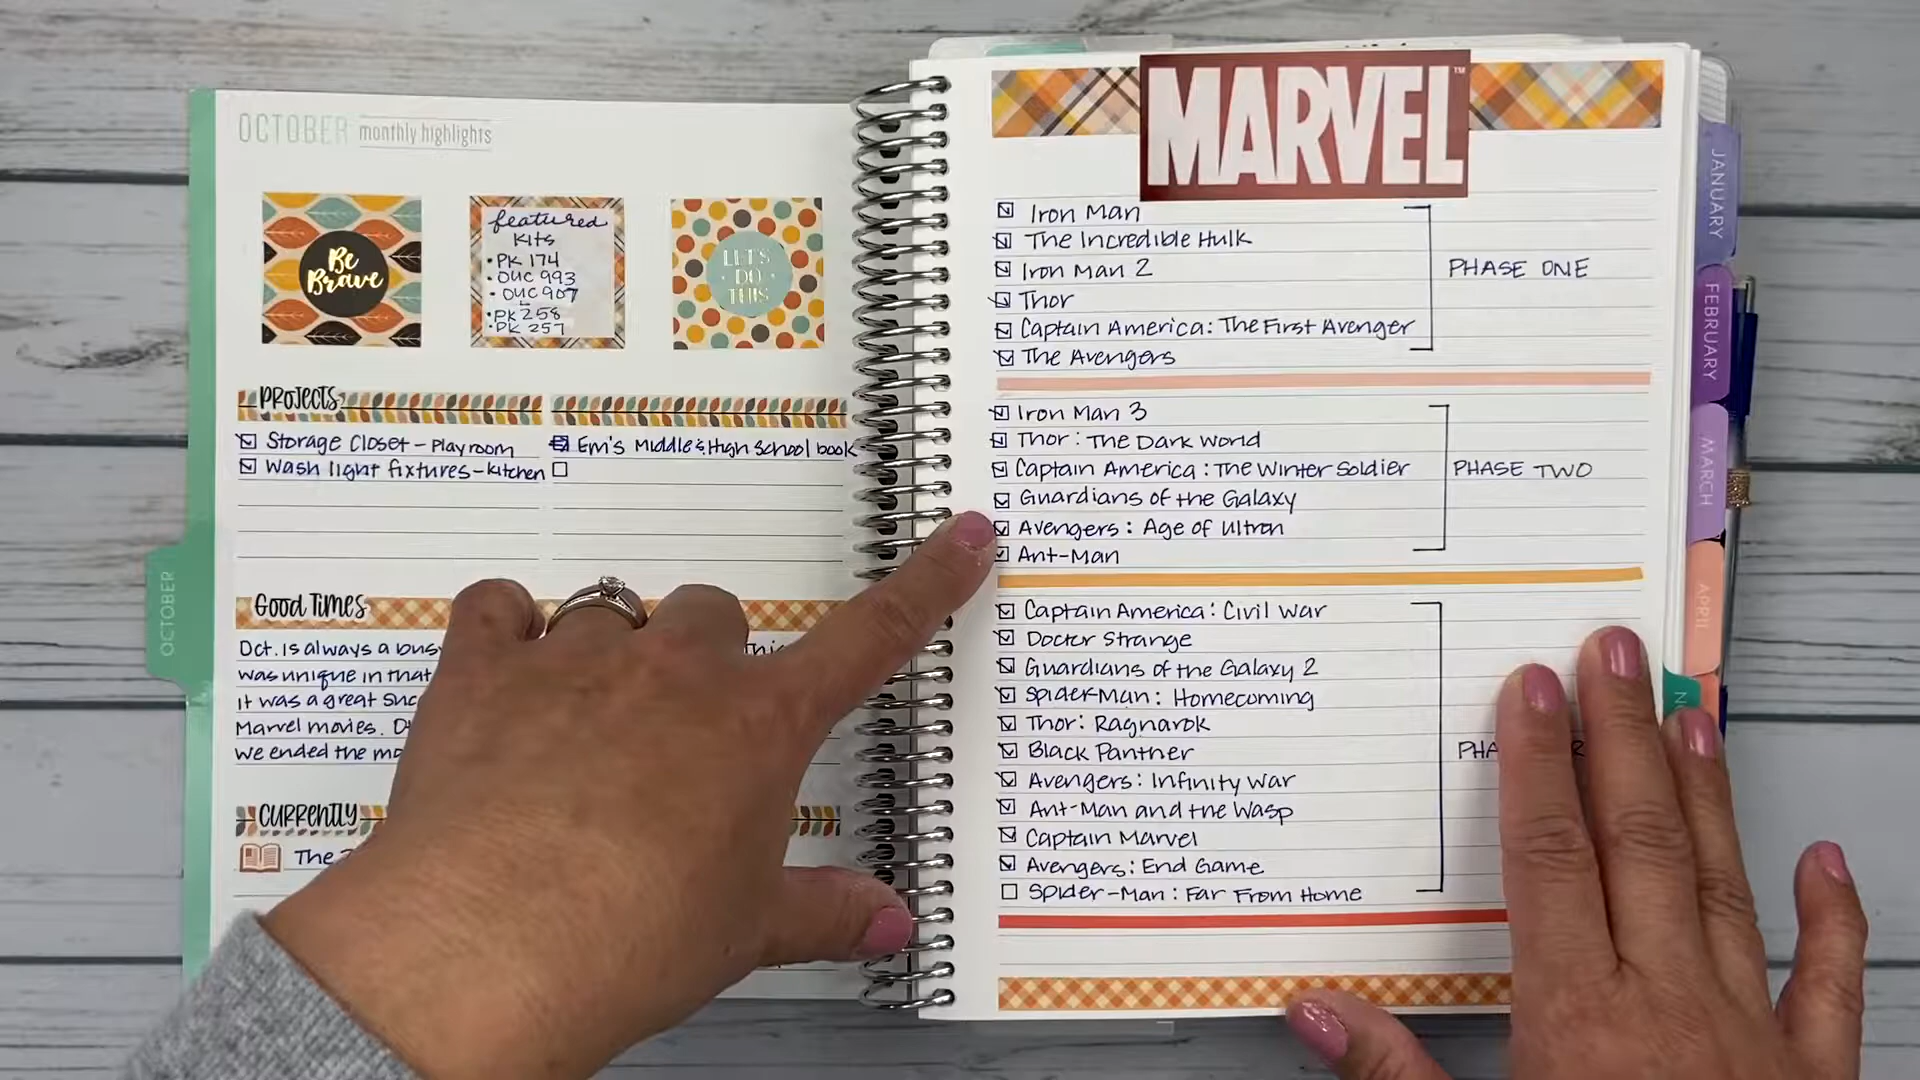 OCTOBER monthly highlights
Be
Brave
featured
Kits
• PK 174
• OUC 993
• OUC 907
• PK 258
• PK 257
LET'S
• DO •
THIS
PROJECTS
Storage Closet - Playroom
Wash light fixtures - kitchen
Em's Middle & High School book
GOOD TIMES
Oct. is always a busy
was unique in that
it was a great
Marvel movies.
We ended the
CURRENTLY
The
OCTOBER
MARVEL™
Iron Man
The Incredible Hulk
Iron Man 2
Thor
Captain America: The First Avenger
The Avengers
PHASE ONE
Iron Man 3
Thor: The Dark World
Captain America: The Winter Soldier
Guardians of the Galaxy
Avengers: Age of Ultron
Ant-Man
PHASE TWO
Captain America: Civil War
Doctor Strange
Guardians of the Galaxy 2
Spider-Man: Homecoming
Thor: Ragnarok
Black Panther
Avengers: Infinity War
Ant-Man and the Wasp
Captain Marvel
Avengers: End Game
Spider-Man: Far From Home
JANUARY
FEBRUARY
MARCH
APRIL